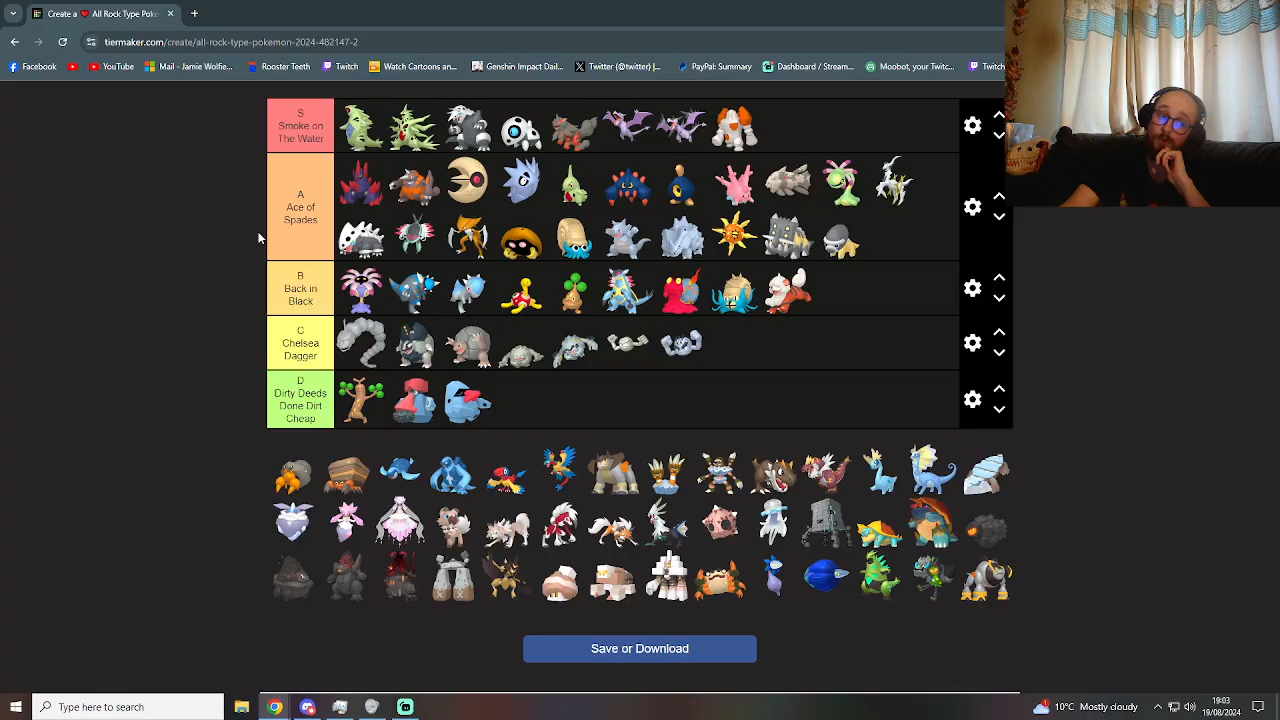 Create a ❤️ All Rock Type Poke
tiermaker.com/create/all-rock-type-pokemon-2024-482147-2
Facebook YouTube Mail - Jamie Wolfe... Rooster Teeth Twitch Watch Cartoons an... Genshin Impact Dail... Twitter (@twitter) |... PayPal: Summary Dashboard / Stream... Moobot, your Twitc... Twitch
S
Smoke on
The Water
A
Ace of
Spades
B
Back in
Black
C
Chelsea
Dagger
D
Dirty Deeds
Done Dirt
Cheap
Save or Download
Type here to search
10°C Mostly cloudy
19:03
19/08/2024